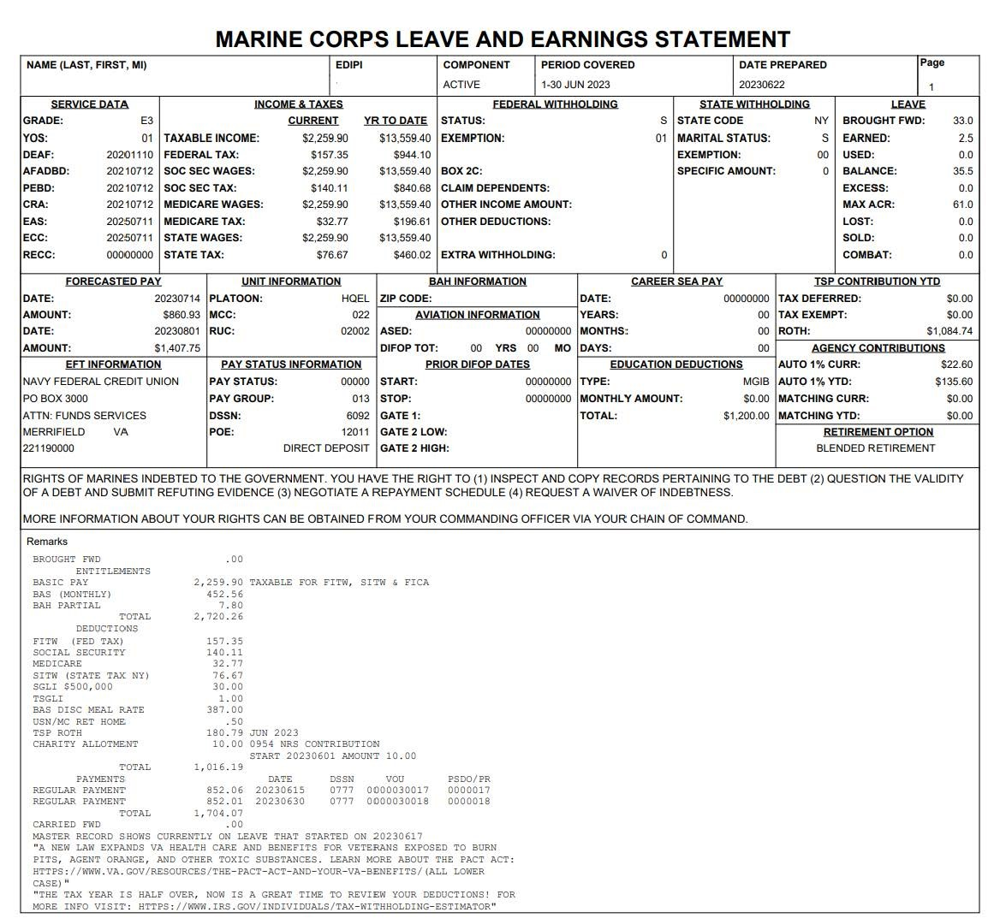 MARINE CORPS LEAVE AND EARNINGS STATEMENT
NAME (LAST, FIRST, MI) EDIPI COMPONENT PERIOD COVERED DATE PREPARED Page
ACTIVE 1-30 JUN 2023 20230622 1
SERVICE DATA INCOME & TAXES FEDERAL WITHHOLDING STATE WITHHOLDING LEAVE
GRADE: E3 CURRENT YR TO DATE STATUS: S STATE CODE NY BROUGHT FWD: 33.0
YOS: 01 TAXABLE INCOME: $2,259.90 $13,559.40 EXEMPTION: 01 MARITAL STATUS: S EARNED: 2.5
DEAF: 20201110 FEDERAL TAX: $157.35 $944.10 EXEMPTION: 00 USED: 0.0
AFADBD: 20210712 SOC SEC WAGES: $2,259.90 $13,559.40 BOX 2C: SPECIFIC AMOUNT: 0 BALANCE: 35.5
PEBD: 20210712 SOC SEC TAX: $140.11 $840.68 CLAIM DEPENDENTS: EXCESS: 0.0
CRA: 20210712 MEDICARE WAGES: $2,259.90 $13,559.40 OTHER INCOME AMOUNT: MAX ACR: 61.0
EAS: 20250711 MEDICARE TAX: $32.77 $196.61 OTHER DEDUCTIONS: LOST: 0.0
ECC: 20250711 STATE WAGES: $2,259.90 $13,559.40 SOLD: 0.0
RECC: 00000000 STATE TAX: $76.67 $460.02 EXTRA WITHHOLDING: 0 COMBAT: 0.0
FORECASTED PAY UNIT INFORMATION BAH INFORMATION CAREER SEA PAY TSP CONTRIBUTION YTD
DATE: 20230714 PLATOON: HQEL ZIP CODE: DATE: 00000000 TAX DEFERRED: $0.00
AMOUNT: $860.93 MCC: 022 AVIATION INFORMATION YEARS: 00 TAX EXEMPT: $0.00
DATE: 20230801 RUC: 02002 ASED: 00000000 MONTHS: 00 ROTH: $1,084.74
AMOUNT: $1,407.75 DIFOP TOT: 00 YRS 00 MO DAYS: 00 AGENCY CONTRIBUTIONS
EFT INFORMATION PAY STATUS INFORMATION PRIOR DIFOP DATES EDUCATION DEDUCTIONS AUTO 1% CURR: $22.60
NAVY FEDERAL CREDIT UNION PAY STATUS: 00000 START: 00000000 TYPE: MGIB AUTO 1% YTD: $135.60
PO BOX 3000 PAY GROUP: 013 STOP: 00000000 MONTHLY AMOUNT: $0.00 MATCHING CURR: $0.00
ATTN: FUNDS SERVICES DSSN: 6092 GATE 1: TOTAL: $1,200.00 MATCHING YTD: $0.00
MERRIFIELD VA POE: 12011 GATE 2 LOW: RETIREMENT OPTION
221190000 DIRECT DEPOSIT GATE 2 HIGH: BLENDED RETIREMENT
RIGHTS OF MARINES INDEBTED TO THE GOVERNMENT. YOU HAVE THE RIGHT TO (1) INSPECT AND COPY RECORDS PERTAINING TO THE DEBT (2) QUESTION THE VALIDITY
OF A DEBT AND SUBMIT REFUTING EVIDENCE (3) NEGOTIATE A REPAYMENT SCHEDULE (4) REQUEST A WAIVER OF INDEBTNESS.
MORE INFORMATION ABOUT YOUR RIGHTS CAN BE OBTAINED FROM YOUR COMMANDING OFFICER VIA YOUR CHAIN OF COMMAND.
Remarks
BROUGHT FWD .00
ENTITLEMENTS
BASIC PAY 2,259.90 TAXABLE FOR FITW, SITW & FICA
BAS (MONTHLY) 452.56
BAH PARTIAL 7.80
TOTAL 2,720.26
DEDUCTIONS
FITW (FED TAX) 157.35
SOCIAL SECURITY 140.11
MEDICARE 32.77
SITW (STATE TAX NY) 76.67
SGLI $500,000 30.00
TSGLI 1.00
BAS DISC MEAL RATE 387.00
USN/MC RET HOME .50
TSP ROTH 180.79 JUN 2023
CHARITY ALLOTMENT 10.00 0954 NRS CONTRIBUTION
START 20230601 AMOUNT 10.00
TOTAL 1,016.19
PAYMENTS DATE DSSN VOU PSDO/PR
REGULAR PAYMENT 852.06 20230615 0777 0000030017 0000017
REGULAR PAYMENT 852.01 20230630 0777 0000030018 0000018
TOTAL 1,704.07
CARRIED FWD .00
MASTER RECORD SHOWS CURRENTLY ON LEAVE THAT STARTED ON 20230617
"A NEW LAW EXPANDS VA HEALTH CARE AND BENEFITS FOR VETERANS EXPOSED TO BURN
PITS, AGENT ORANGE, AND OTHER TOXIC SUBSTANCES. LEARN MORE ABOUT THE PACT ACT:
HTTPS://WWW.VA.GOV/RESOURCES/THE-PACT-ACT-AND-YOUR-VA-BENEFITS/(ALL LOWER
CASE)"
"THE TAX YEAR IS HALF OVER, NOW IS A GREAT TIME TO REVIEW YOUR DEDUCTIONS! FOR
MORE INFO VISIT: HTTPS://WWW.IRS.GOV/INDIVIDUALS/TAX-WITHHOLDING-ESTIMATOR"